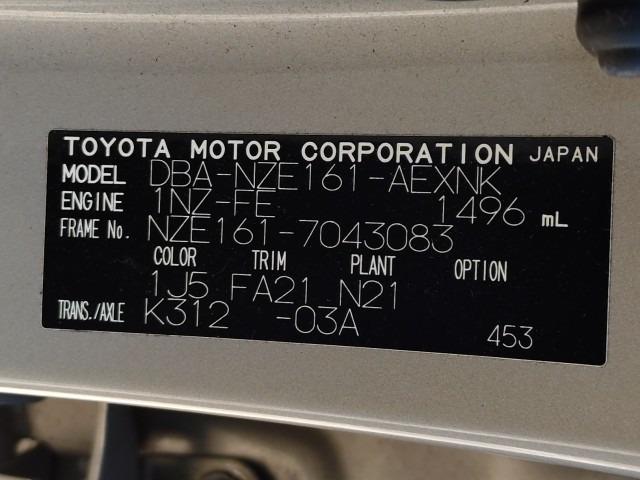 TOYOTA MOTOR CORPORATION JAPAN
MODEL DBA-NZE161-AEXNK
ENGINE 1NZ-FE 1496 mL
FRAME No. NZE161-7043083
COLOR TRIM PLANT OPTION
1J5 FA21 N21
TRANS./AXLE K312 -03A
453